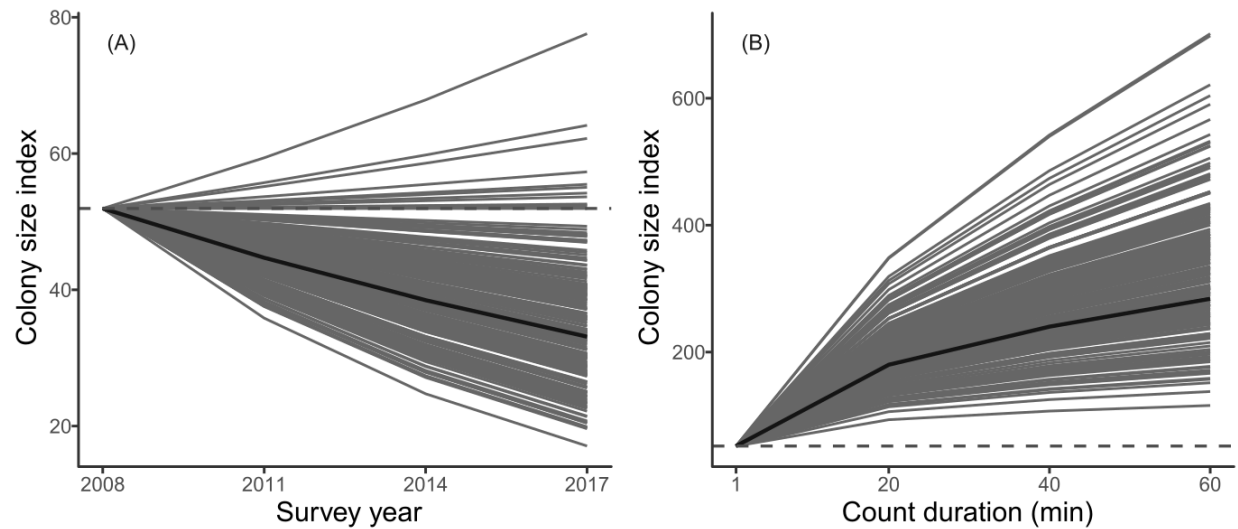 (A)
Colony size index
80
60
40
20
2008
2011
2014
2017
Survey year
(B)
Colony size index
600
400
200
1
20
40
60
Count duration (min)